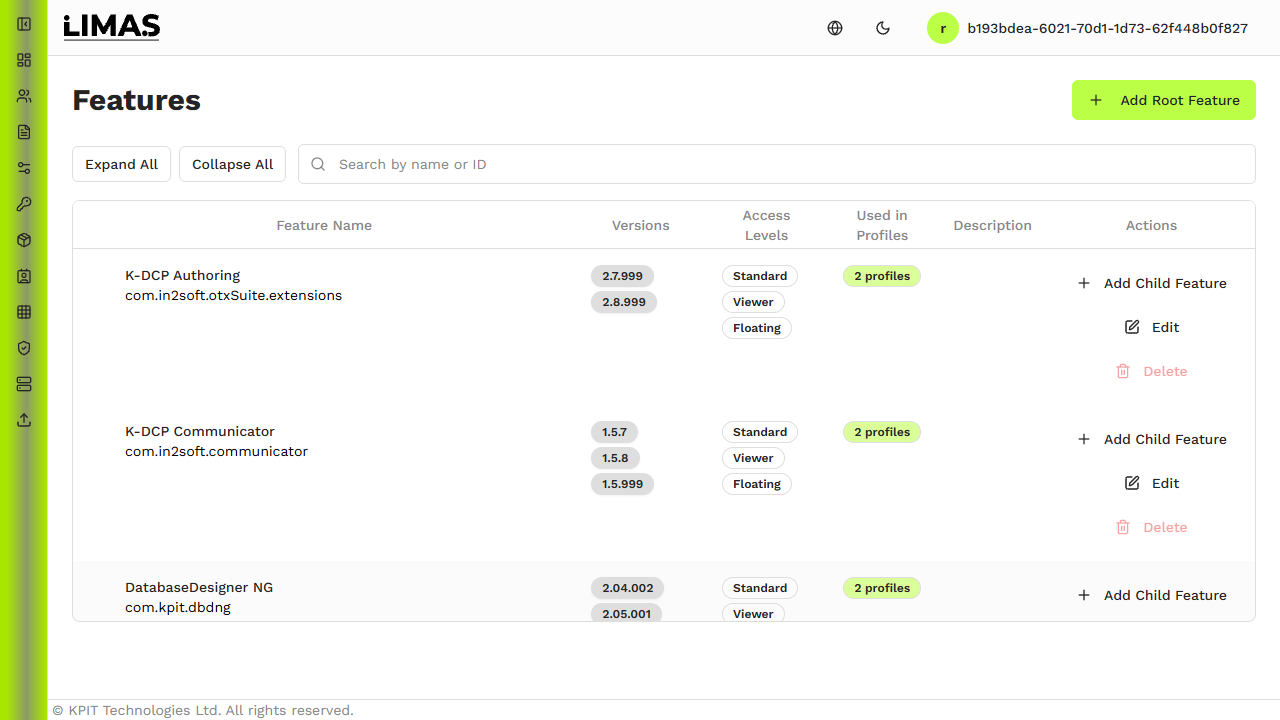 LIMAS
r
b193bdea-6021-70d1-1d73-62f448b0f827
Features
Add Root Feature
Expand All
Collapse All
Search by name or ID
Feature Name
Versions
Access
Levels
Used in
Profiles
Description
Actions
K-DCP Authoring
com.in2soft.otxSuite.extensions
2.7.999
2.8.999
Standard
Viewer
Floating
2 profiles
Add Child Feature
Edit
Delete
K-DCP Communicator
com.in2soft.communicator
1.5.7
1.5.8
1.5.999
Standard
Viewer
Floating
2 profiles
Add Child Feature
Edit
Delete
DatabaseDesigner NG
com.kpit.dbdng
2.04.002
2.05.001
Standard
Viewer
2 profiles
Add Child Feature
© KPIT Technologies Ltd. All rights reserved.